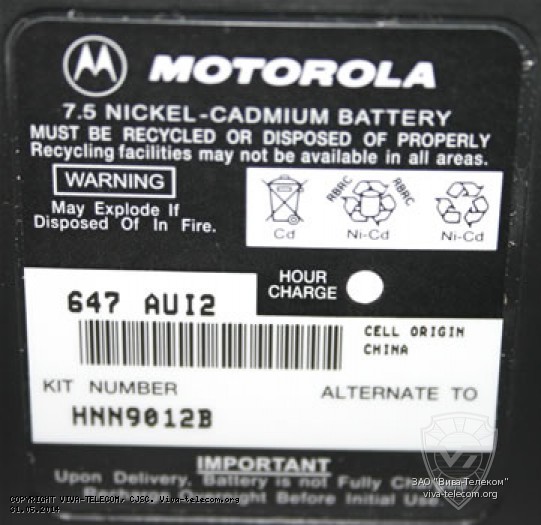 MOTOROLA
7.5 NICKEL-CADMIUM BATTERY
MUST BE RECYCLED OR DISPOSED OF PROPERLY
Recycling facilities may not be available in all areas.
WARNING
May Explode If
Disposed Of In Fire.
Cd
RBRC RBRC
Ni-Cd
Ni-Cd
HOUR
CHARGE
647 AUI2
CELL ORIGIN
CHINA
KIT NUMBER
ALTERNATE TO
HNN9012B
IMPORTANT
Upon Delivery, Battery is not Fully
Before Initial Use
ЗАО "Вива-Телеком"
viva-telecom.org
COPYRIGHT VIVA-TELECOM, CJSC. Viva-telecom.org
31.05.2014